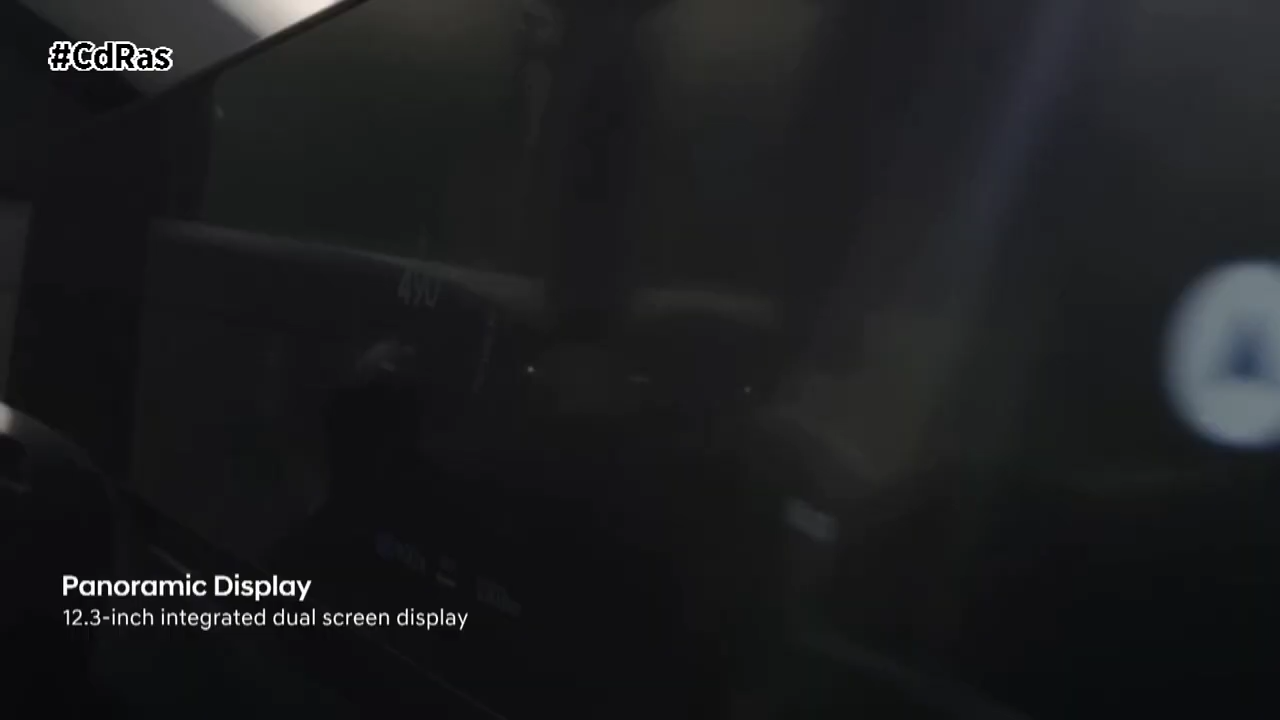 #CdRas
Panoramic Display
12.3-inch integrated dual screen display